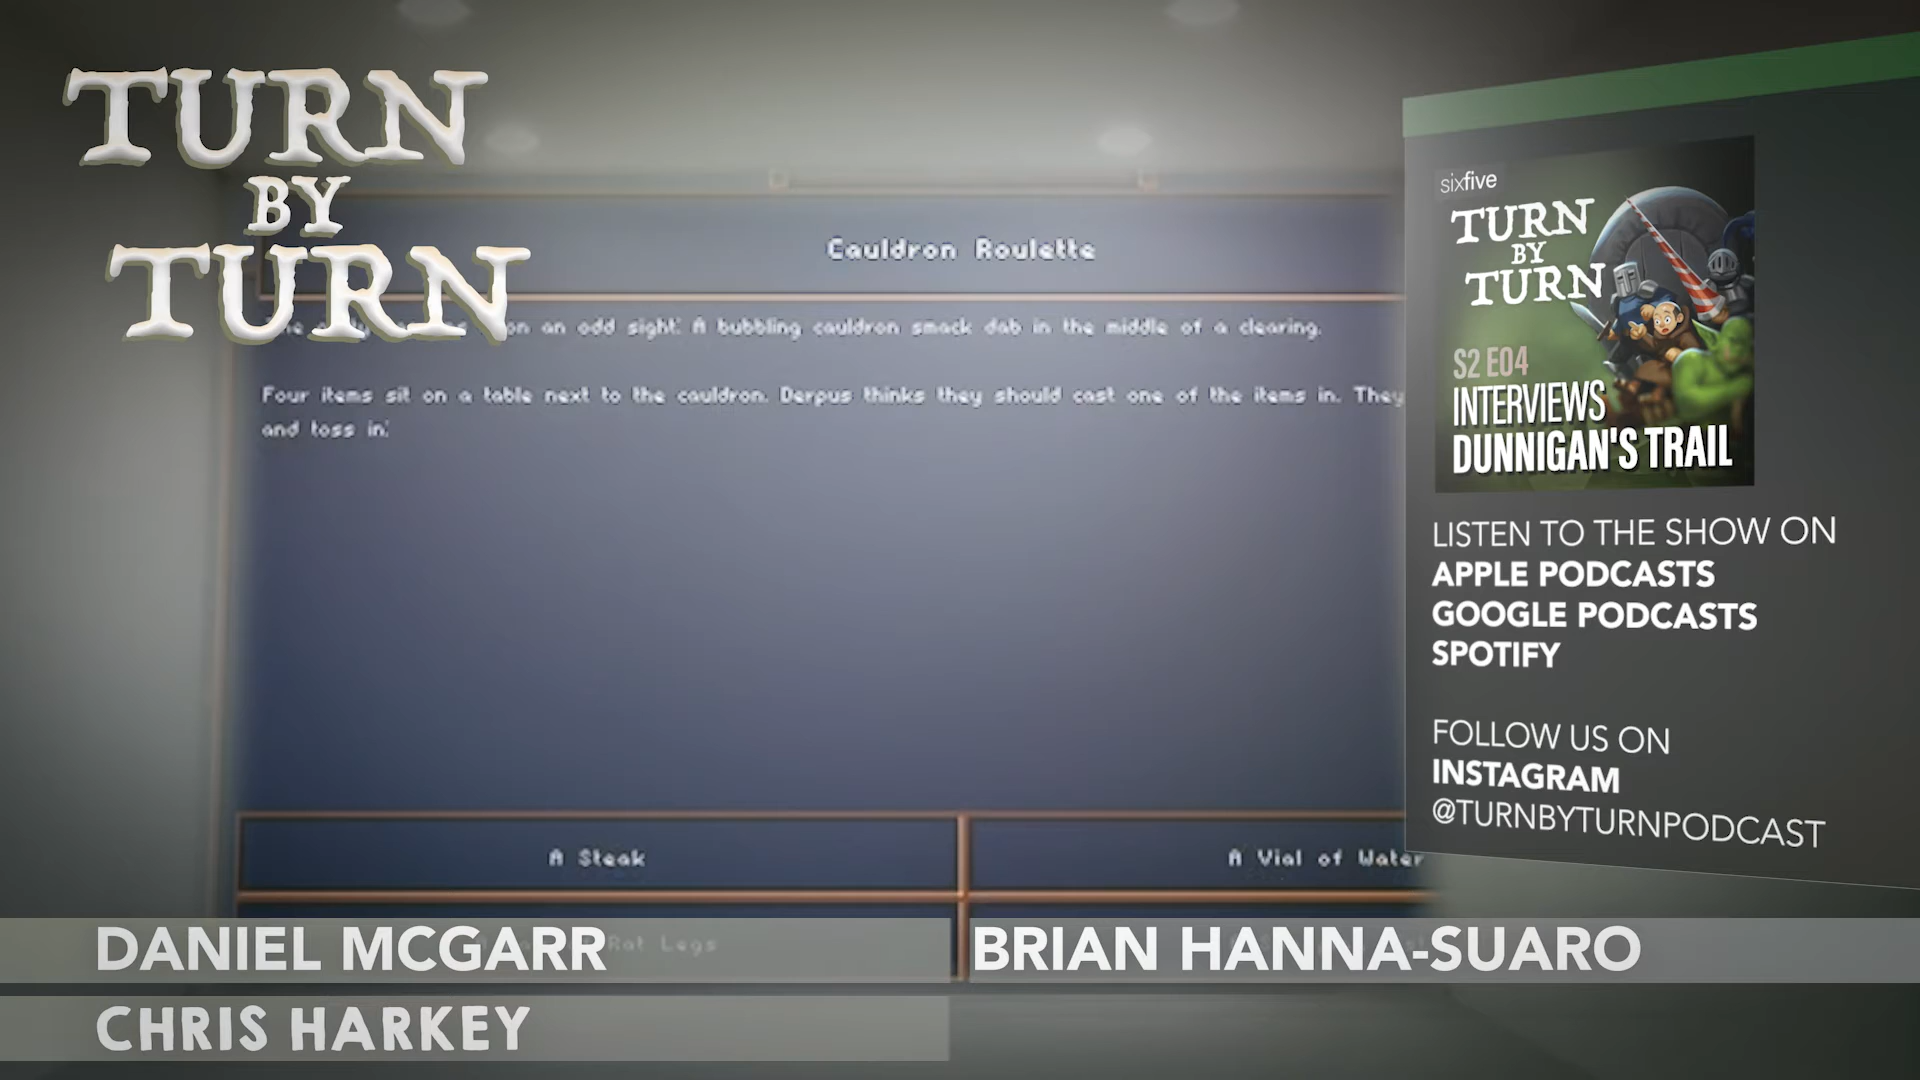 TURN
BY
TURN
Cauldron Roulette
on an odd sight: A bubbling cauldron smack dab in the middle of a clearing.
Four items sit on a table next to the cauldron. Derpus thinks they should cast one of the items in. They
and toss in:
A Steak
A Vial of Water
Rat Legs
sixfive
TURN
BY
TURN
S2 E04
INTERVIEWS
DUNNIGAN'S TRAIL
LISTEN TO THE SHOW ON
APPLE PODCASTS
GOOGLE PODCASTS
SPOTIFY
FOLLOW US ON
INSTAGRAM
@TURNBYTURNPODCAST
DANIEL MCGARR
BRIAN HANNA-SUARO
CHRIS HARKEY